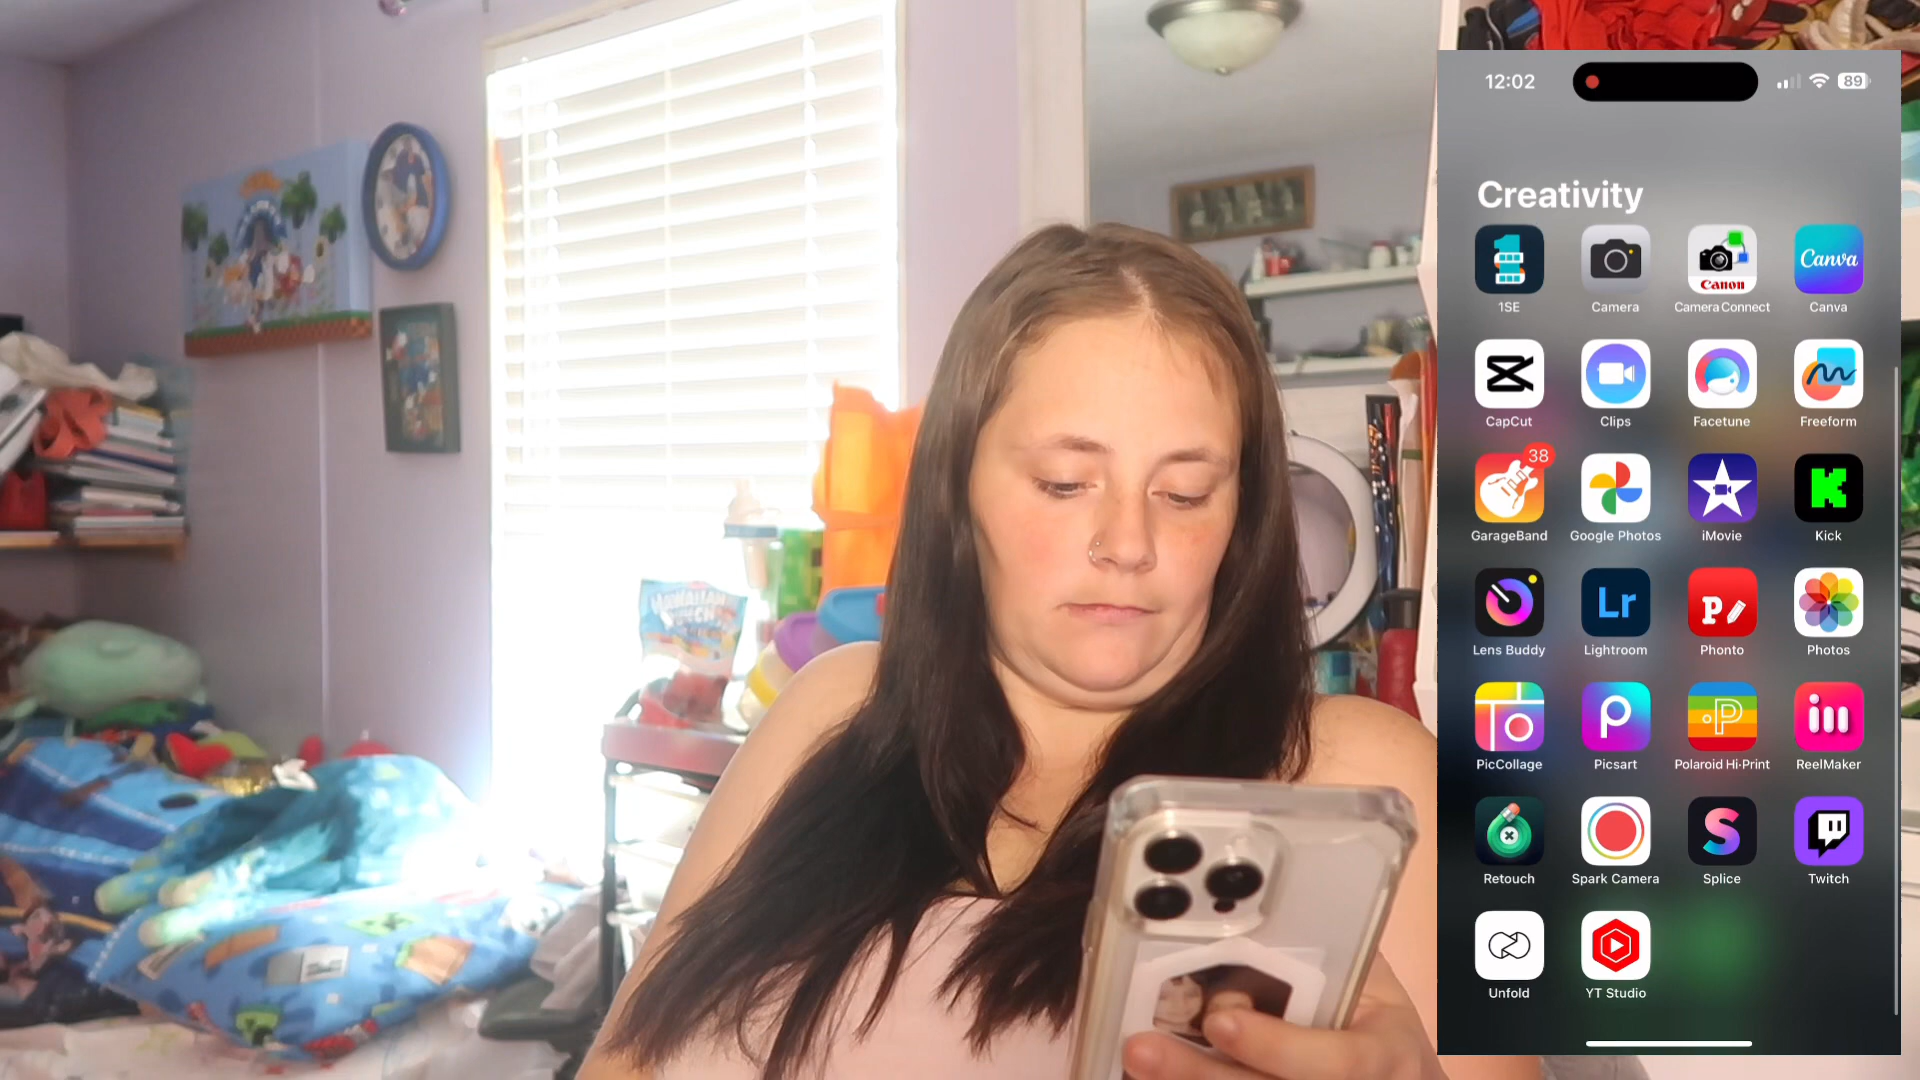 12:02
89
Creativity
Canon
Canva
1SE
Camera
Camera Connect
Canva
CapCut
Clips
Facetune
Freeform
38
GarageBand
Google Photos
iMovie
Kick
Lr
Lens Buddy
Lightroom
Phonto
Photos
PicCollage
Picsart
Polaroid Hi·Print
ReelMaker
Retouch
Spark Camera
Splice
Twitch
Unfold
YT Studio
HAWAIIAN
PUNCH